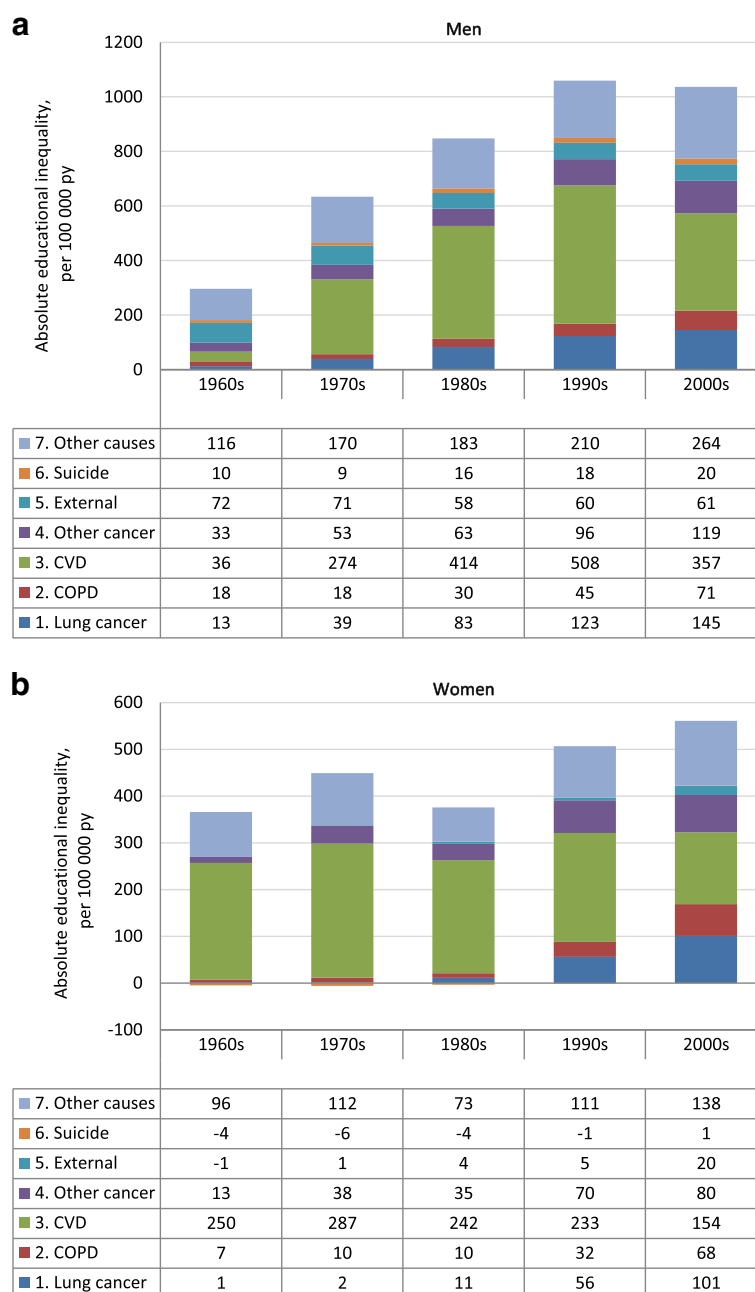 a
Men
Absolute educational inequality,
per 100 000 py
1200
1000
800
600
400
200
0
1960s 1970s 1980s 1990s 2000s
7. Other causes 116 170 183 210 264
6. Suicide 10 9 16 18 20
5. External 72 71 58 60 61
4. Other cancer 33 53 63 96 119
3. CVD 36 274 414 508 357
2. COPD 18 18 30 45 71
1. Lung cancer 13 39 83 123 145
b
Women
Absolute educational inequality,
per 100 000 py
600
500
400
300
200
100
0
-100
1960s 1970s 1980s 1990s 2000s
7. Other causes 96 112 73 111 138
6. Suicide -4 -6 -4 -1 1
5. External -1 1 4 5 20
4. Other cancer 13 38 35 70 80
3. CVD 250 287 242 233 154
2. COPD 7 10 10 32 68
1. Lung cancer 1 2 11 56 101